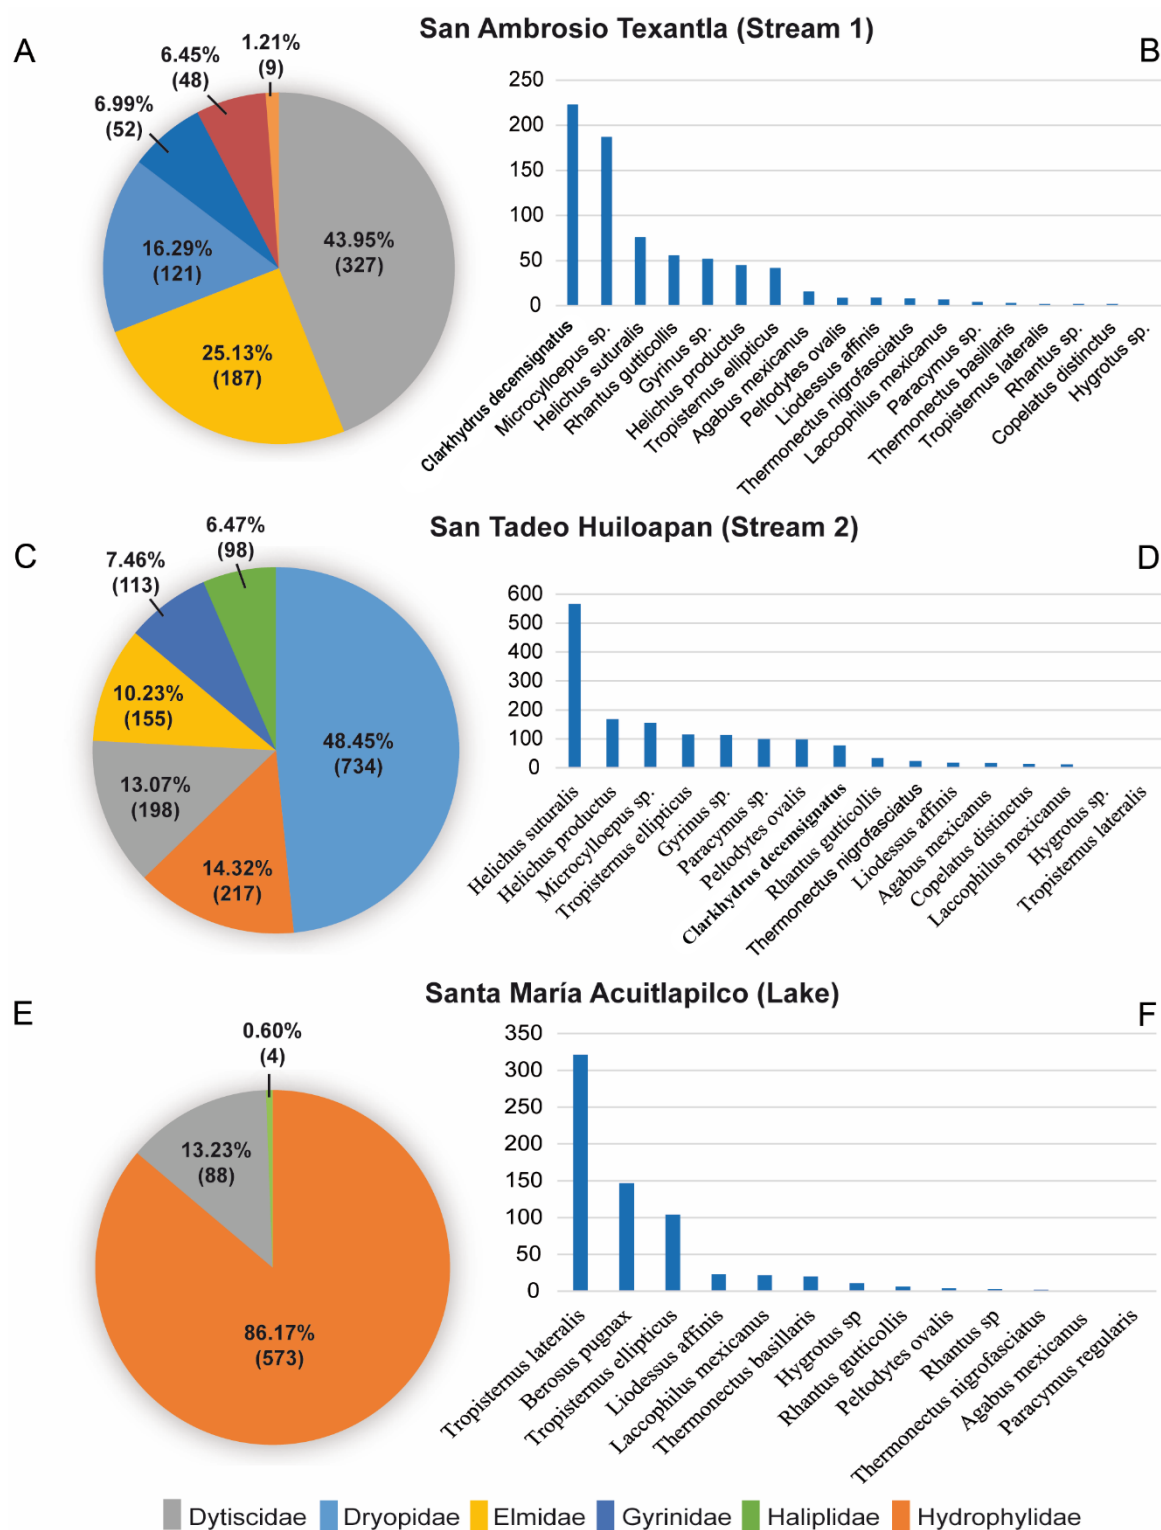 San Ambrosio Texantla (Stream 1)
A
B
1.21%
(9)
6.45%
(48)
6.99%
(52)
16.29%
(121)
43.95%
(327)
25.13%
(187)
250
200
150
100
50
0
Clarkhydrus decemsignatus
Microcylloepus sp.
Helichus suturalis
Rhantus gutticollis
Gyrinus sp.
Helichus productus
Tropisternus ellipticus
Agabus mexicanus
Peltodytes ovalis
Liodessus affinis
Thermonectus nigrofasciatus
Laccophilus mexicanus
Paracymus sp.
Thermonectus basillaris
Tropisternus lateralis
Rhantus sp.
Copelatus distinctus
Hygrotus sp.
San Tadeo Huiloapan (Stream 2)
C
D
6.47%
(98)
7.46%
(113)
10.23%
(155)
48.45%
(734)
13.07%
(198)
14.32%
(217)
600
500
400
300
200
100
0
Helichus suturalis
Helichus productus
Microcylloepus sp.
Tropisternus ellipticus
Gyrinus sp.
Paracymus sp.
Peltodytes ovalis
Clarkhydrus decemsignatus
Rhantus gutticollis
Thermonectus nigrofasciatus
Liodessus affinis
Agabus mexicanus
Copelatus distinctus
Laccophilus mexicanus
Hygrotus sp.
Tropisternus lateralis
Santa María Acuitlapilco (Lake)
E
F
0.60%
(4)
13.23%
(88)
86.17%
(573)
350
300
250
200
150
100
50
0
Tropisternus lateralis
Berosus pugnax
Tropisternus ellipticus
Liodessus affinis
Laccophilus mexicanus
Thermonectus basillaris
Hygrotus sp
Rhantus gutticollis
Peltodytes ovalis
Rhantus sp
Thermonectus nigrofasciatus
Agabus mexicanus
Paracymus regularis
Dytiscidae Dryopidae Elmidae Gyrinidae Haliplidae Hydrophylidae